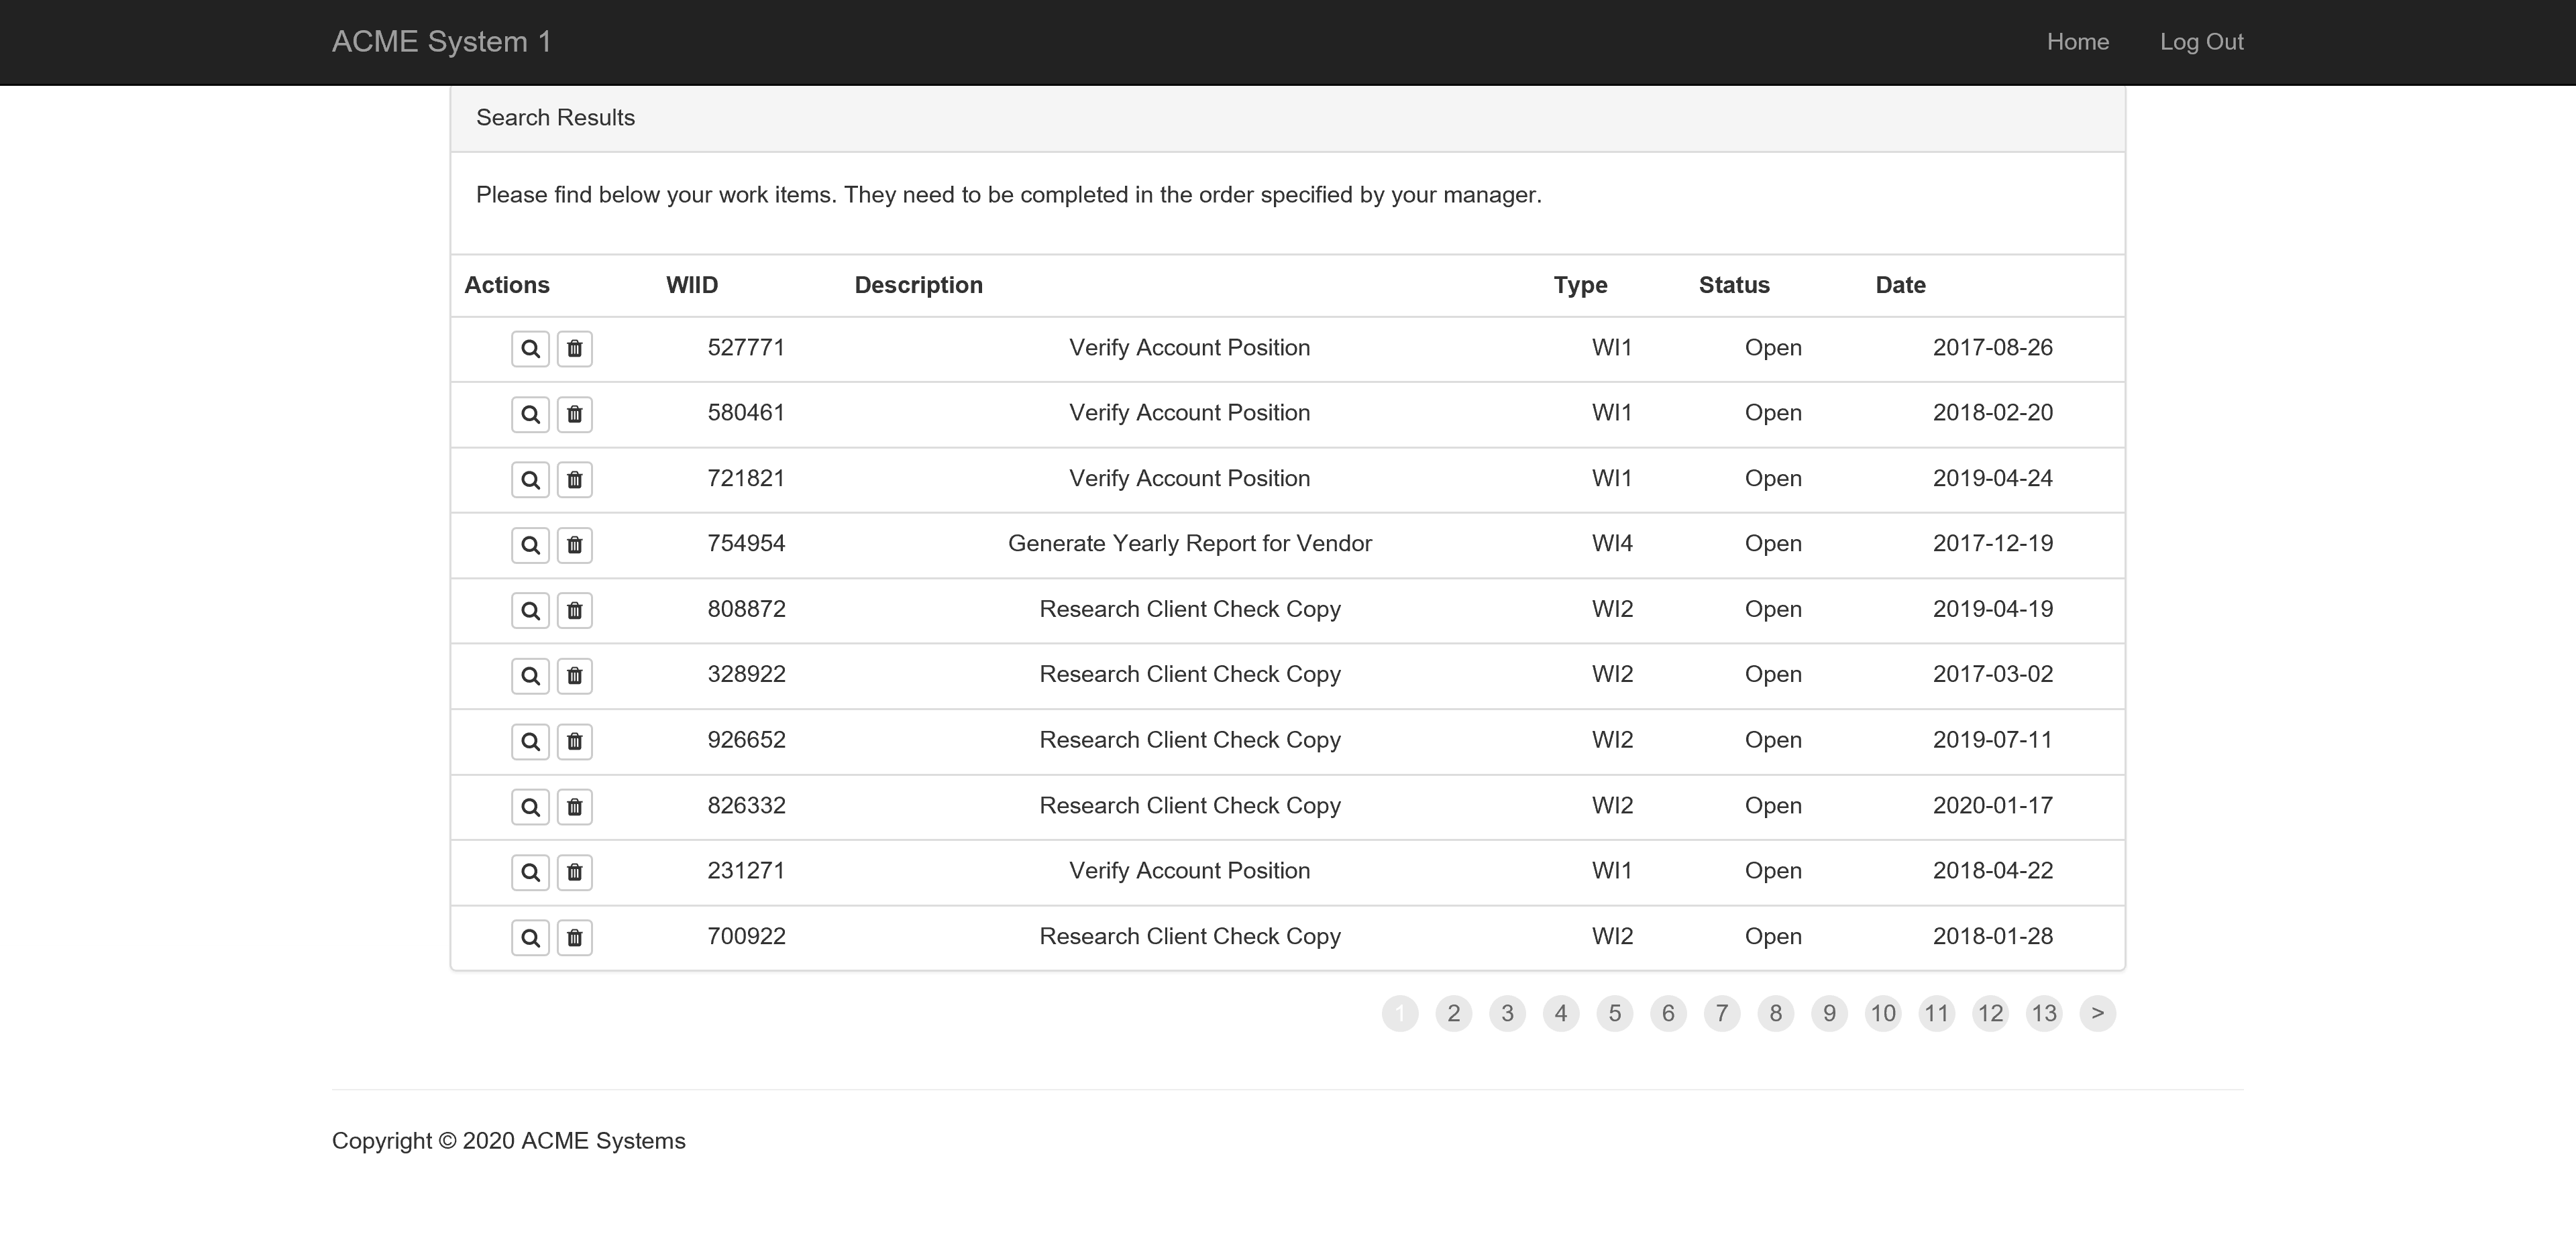 ACME System 1 Home Log Out
Search Results
Please find below your work items. They need to be completed in the order specified by your manager.
Actions WIID Description Type Status Date
527771 Verify Account Position WI1 Open 2017-08-26
580461 Verify Account Position WI1 Open 2018-02-20
721821 Verify Account Position WI1 Open 2019-04-24
754954 Generate Yearly Report for Vendor WI4 Open 2017-12-19
808872 Research Client Check Copy WI2 Open 2019-04-19
328922 Research Client Check Copy WI2 Open 2017-03-02
926652 Research Client Check Copy WI2 Open 2019-07-11
826332 Research Client Check Copy WI2 Open 2020-01-17
231271 Verify Account Position WI1 Open 2018-04-22
700922 Research Client Check Copy WI2 Open 2018-01-28
1 2 3 4 5 6 7 8 9 10 11 12 13 >
Copyright © 2020 ACME Systems